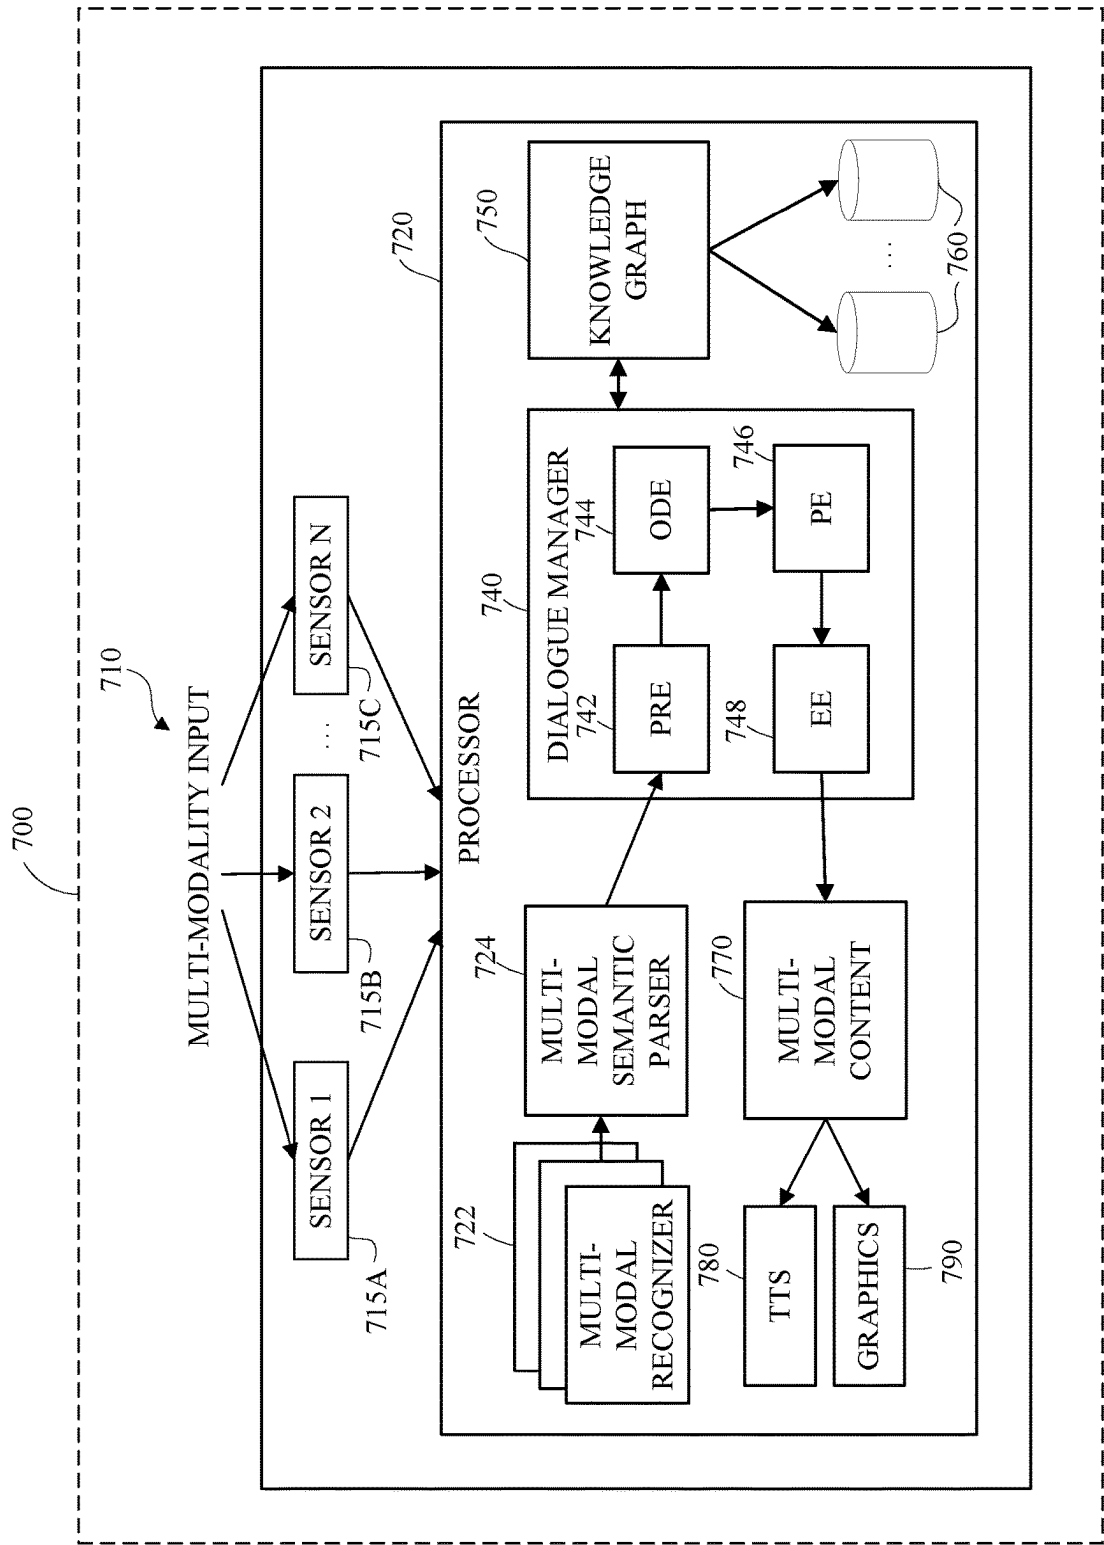 700
710
MULTI-MODALITY INPUT
SENSOR 1
SENSOR 2
...
SENSOR N
715A
715B
715C
PROCESSOR
720
722
MULTI-
MODAL
RECOGNIZER
724
MULTI-
MODAL
SEMANTIC
PARSER
740
DIALOGUE MANAGER
742
PRE
744
ODE
746
PE
748
EE
750
KNOWLEDGE
GRAPH
...
760
770
MULTI-
MODAL
CONTENT
780
TTS
GRAPHICS
790